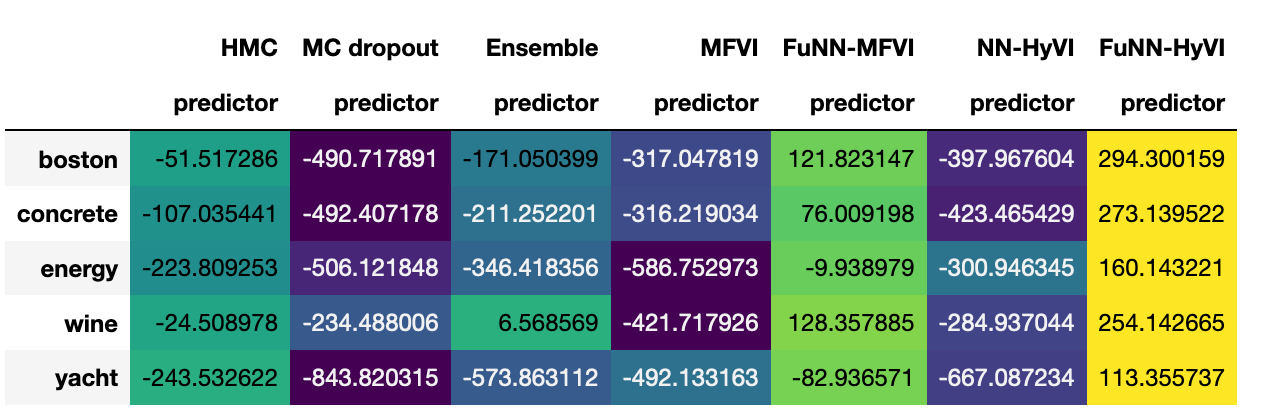 HMC MC dropout Ensemble MFVI FuNN-MFVI NN-HyVI FuNN-HyVI
predictor predictor predictor predictor predictor predictor predictor
boston -51.517286 -490.717891 -171.050399 -317.047819 121.823147 -397.967604 294.300159
concrete -107.035441 -492.407178 -211.252201 -316.219034 76.009198 -423.465429 273.139522
energy -223.809253 -506.121848 -346.418356 -586.752973 -9.938979 -300.946345 160.143221
wine -24.508978 -234.488006 6.568569 -421.717926 128.357885 -284.937044 254.142665
yacht -243.532622 -843.820315 -573.863112 -492.133163 -82.936571 -667.087234 113.355737